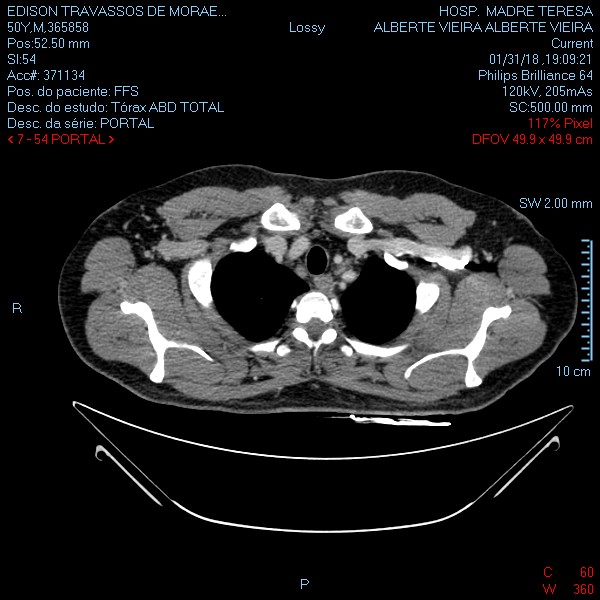 EDISON TRAVASSOS DE MORAE...
50Y,M,365858
Pos:52.50 mm
SI:54
Acc#: 371134
Pos. do paciente: FFS
Desc. do estudo: Tórax ABD TOTAL
Desc. da série: PORTAL
< 7 - 54 PORTAL >
Lossy
HOSP. MADRE TERESA
ALBERTE VIEIRA ALBERTE VIEIRA
Current
01/31/18 ,19:09:21
Philips Brilliance 64
120kV, 205mAs
SC:500.00 mm
117% Pixel
DFOV 49.9 x 49.9 cm
SW 2.00 mm
R
10 cm
P
C 60
W 360